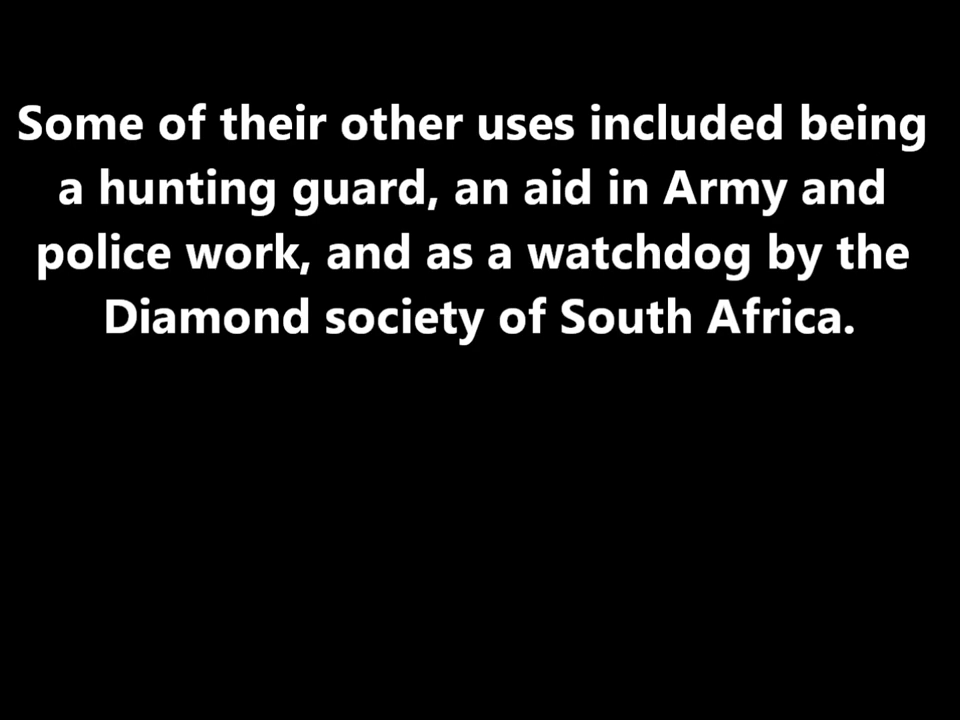 Some of their other uses included being
a hunting guard, an aid in Army and
police work, and as a watchdog by the
Diamond society of South Africa.